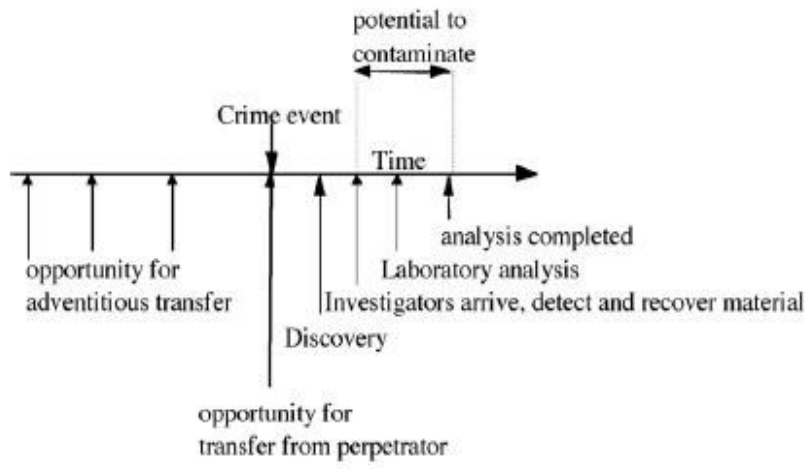 potential to
contaminate
Crime event
Time
analysis completed
opportunity for
adventitious transfer
Laboratory analysis
Investigators arrive, detect and recover material
Discovery
opportunity for
transfer from perpetrator